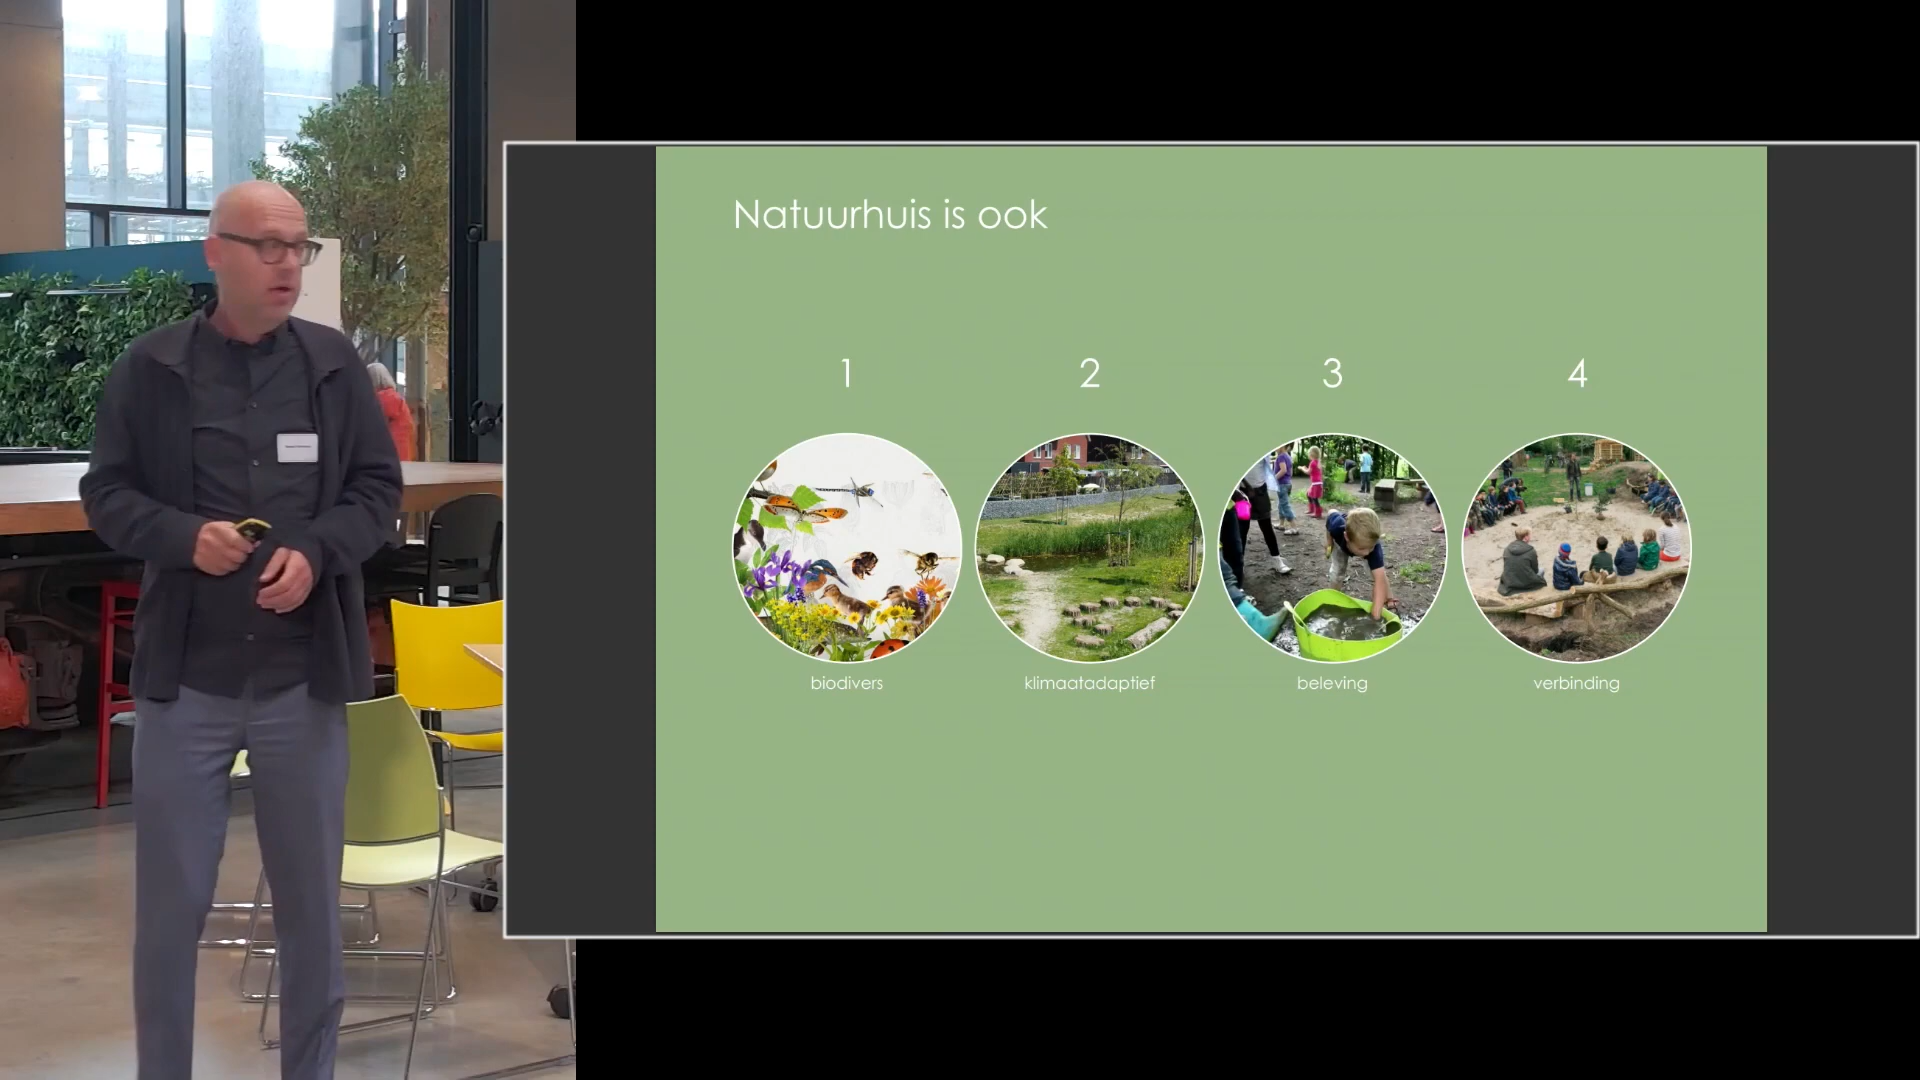 Natuurhuis is ook
1
2
3
4
biodivers
klimaatadaptief
beleving
verbinding